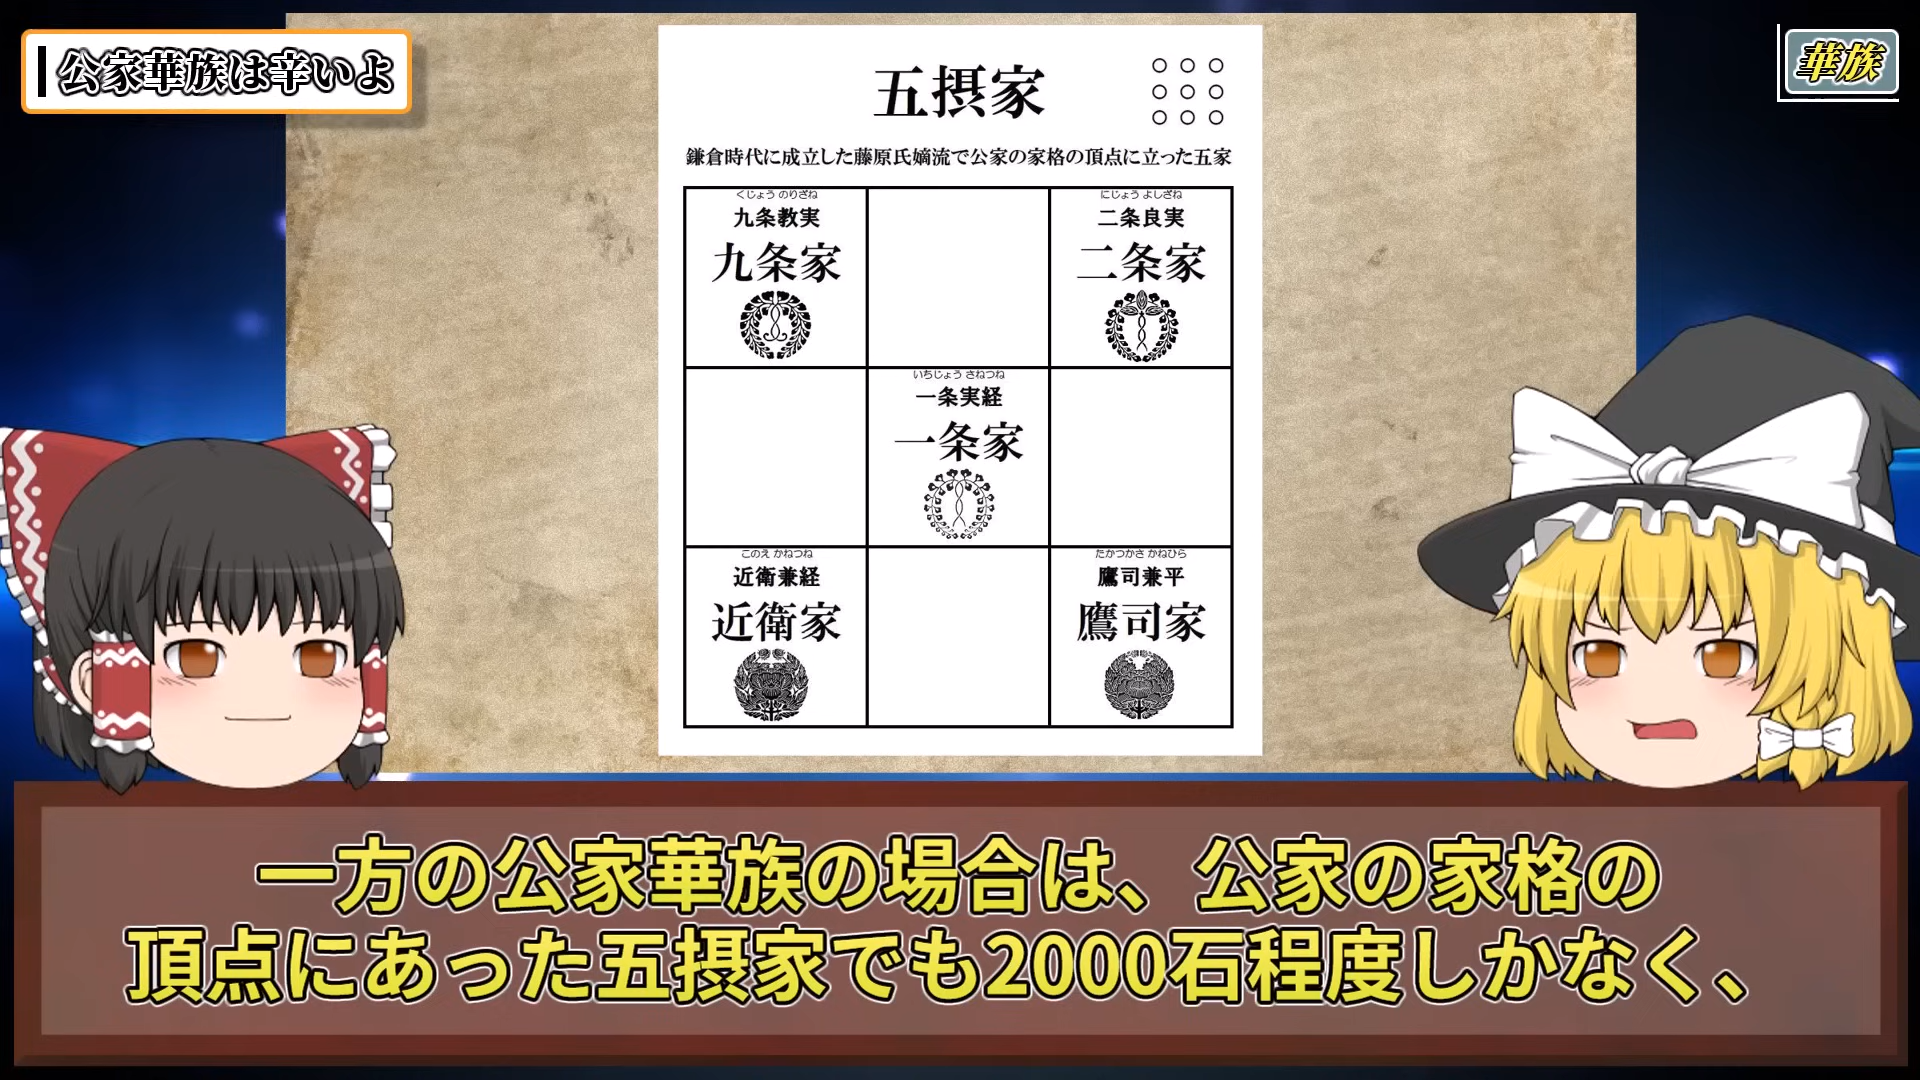 公家華族は辛いよ
華族
五摂家
鎌倉時代に成立した藤原氏嫡流で公家の家格の頂点に立った五家
くじょう のりざね
九条教実
九条家
にじょう よしざね
二条良実
二条家
いちじょう さねつね
一条実経
一条家
このえ かねつね
近衛兼経
近衛家
たかつかさ かねひら
鷹司兼平
鷹司家
一方の公家華族の場合は、公家の家格の
頂点にあった五摂家でも2000石程度しかなく、